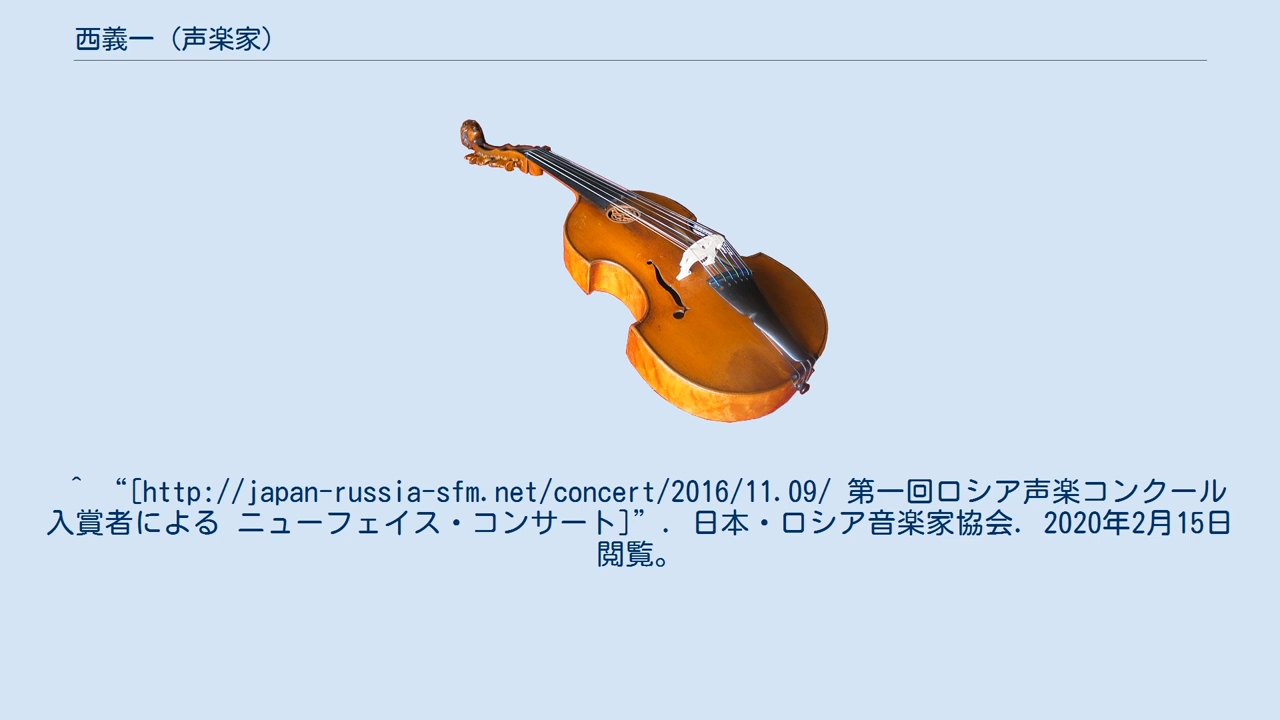 西義一（声楽家）
^ “[http://japan-russia-sfm.net/concert/2016/11.09/ 第一回ロシア声楽コンクール
入賞者による ニューフェイス・コンサート]”. 日本・ロシア音楽家協会. 2020年2月15日
閲覧。